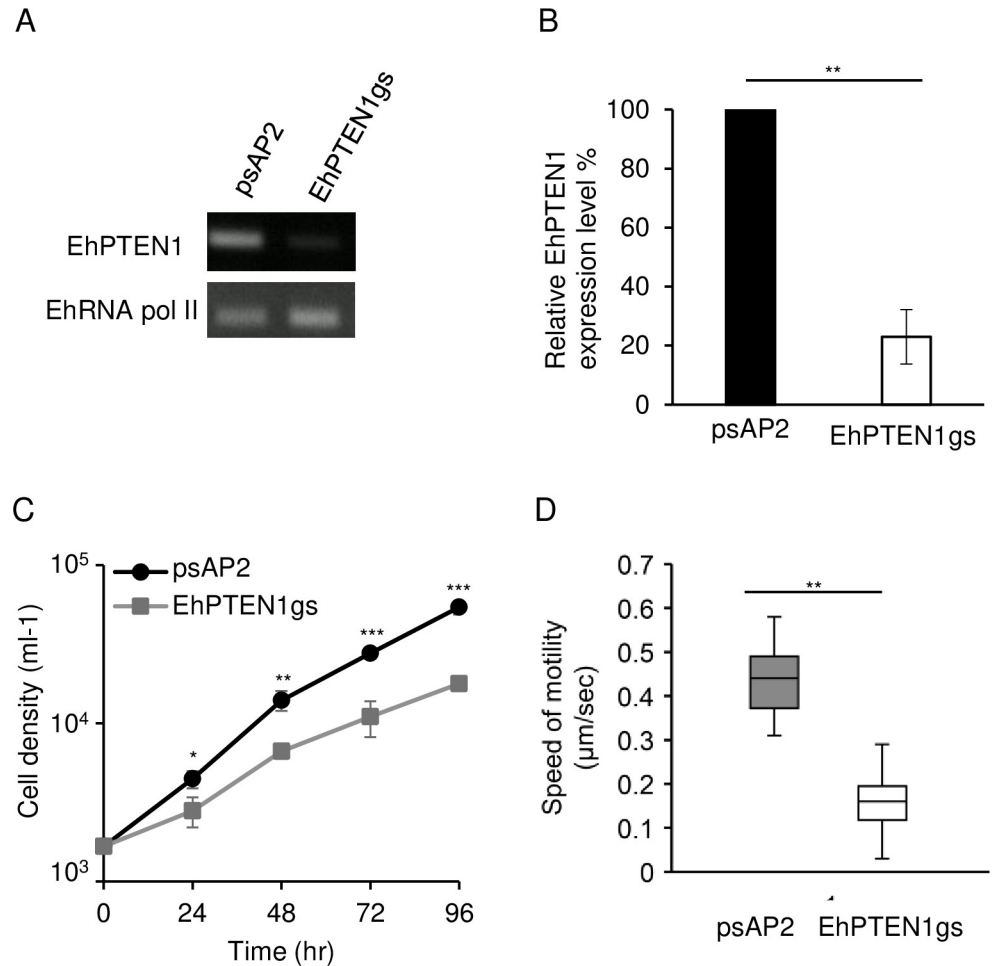 A
psAP2
EhPTEN1gs
EhPTEN1
EhRNA pol II
B
**
Relative EhPTEN1
expression level %
100
80
60
40
20
0
psAP2
EhPTEN1gs
C
psAP2
EhPTEN1gs
Cell density (ml-1)
10⁵
10⁴
10³
*
**
***
***
0 24 48 72 96
Time (hr)
D
**
Speed of motility
(µm/sec)
0.7
0.6
0.5
0.4
0.3
0.2
0.1
0
psAP2 EhPTEN1gs